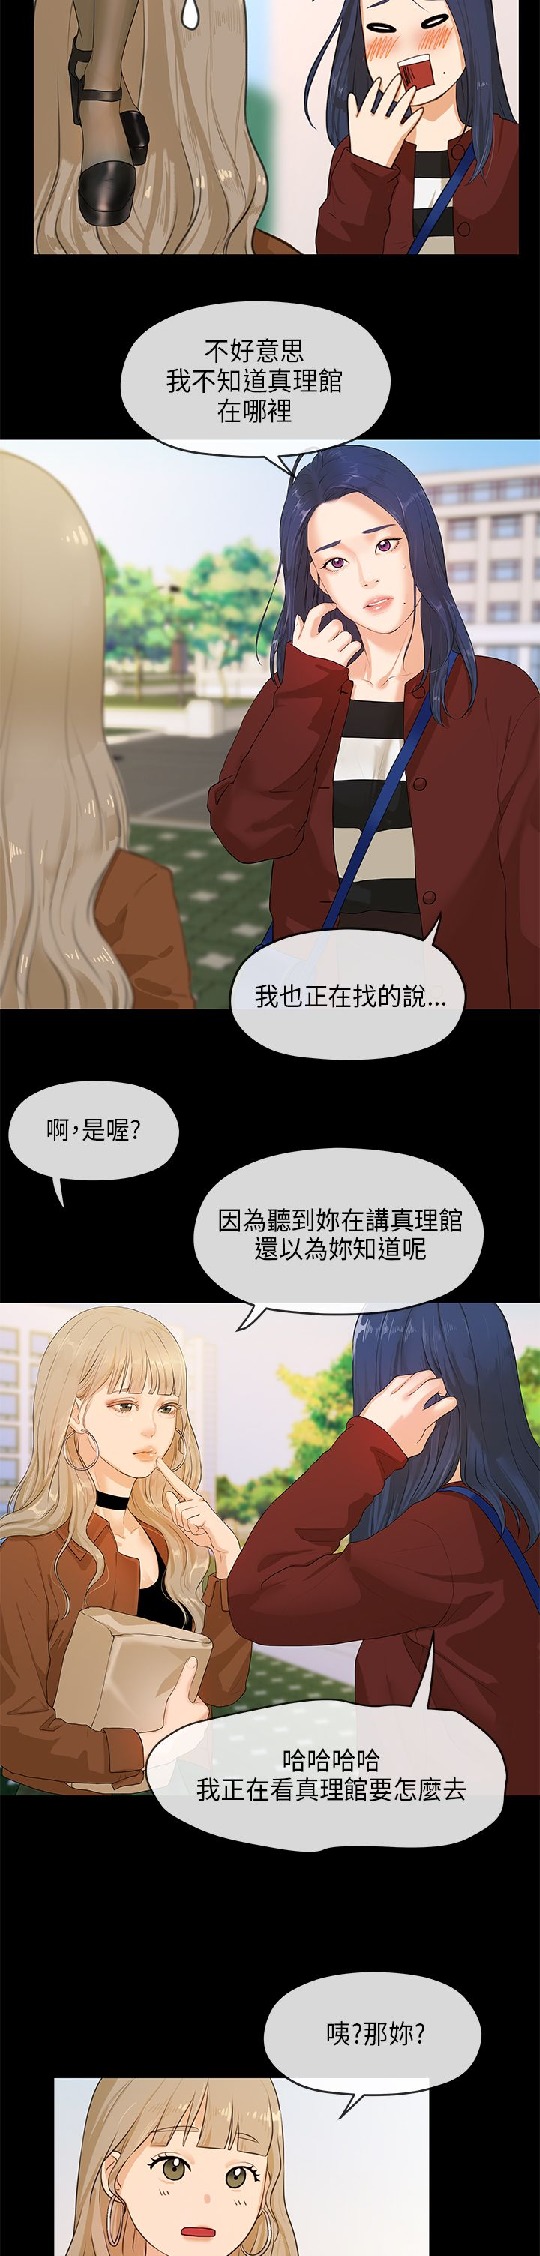 不好意思
我不知道真理館
在哪裡
我也正在找的說...
啊，是喔?
因為聽到妳在講真理館
還以為妳知道呢
哈哈哈哈
我正在看真理館要怎麼去
咦?那妳?